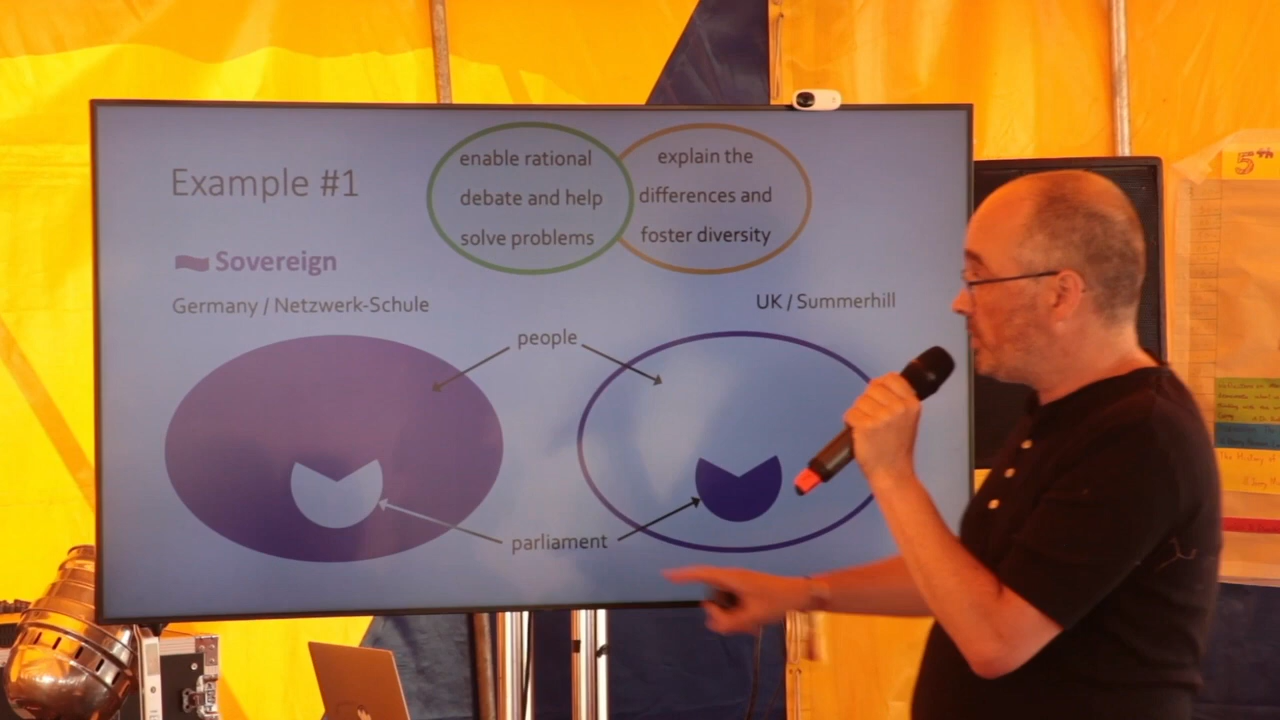 Example #1
enable rational
debate and help
solve problems
explain the
differences and
foster diversity
Sovereign
Germany / Netzwerk-Schule
UK / Summerhill
people
parliament
5th